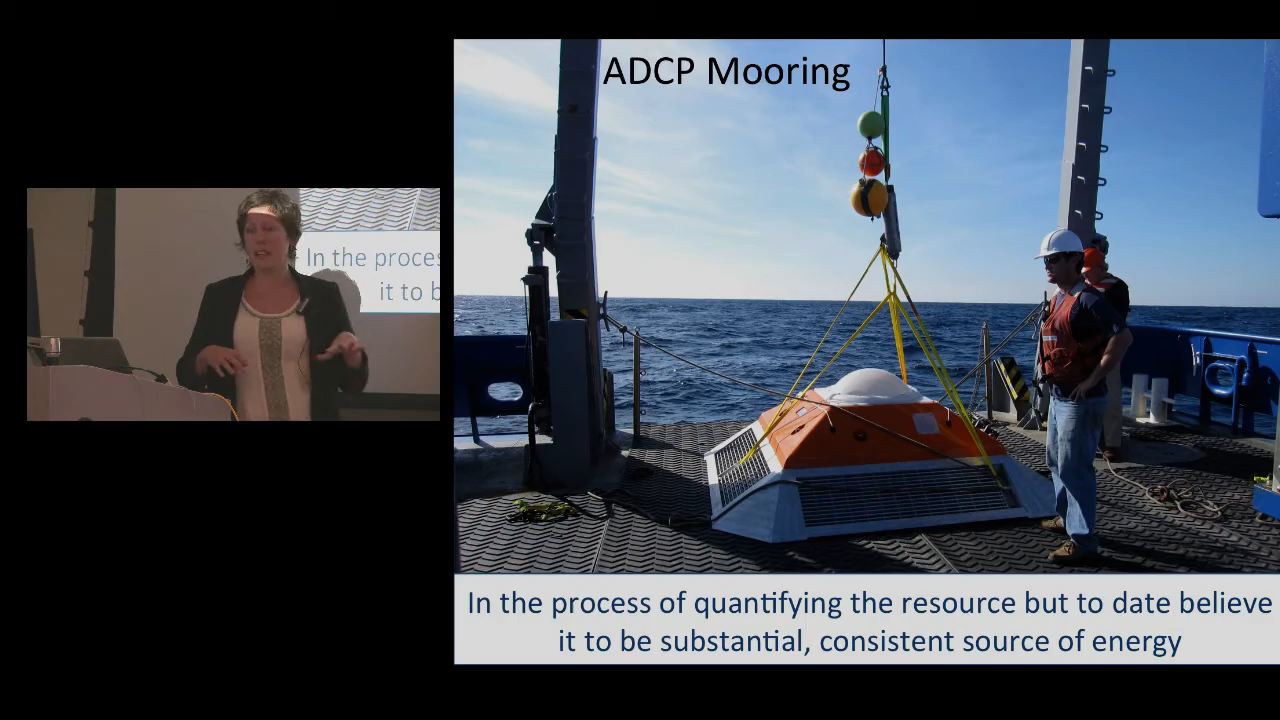 ADCP Mooring
In the process of quantifying the resource but to date believe
it to be substantial, consistent source of energy
In the proces
it to b